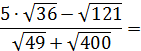 (5 · √36 − √121) / (√49 + √400) =